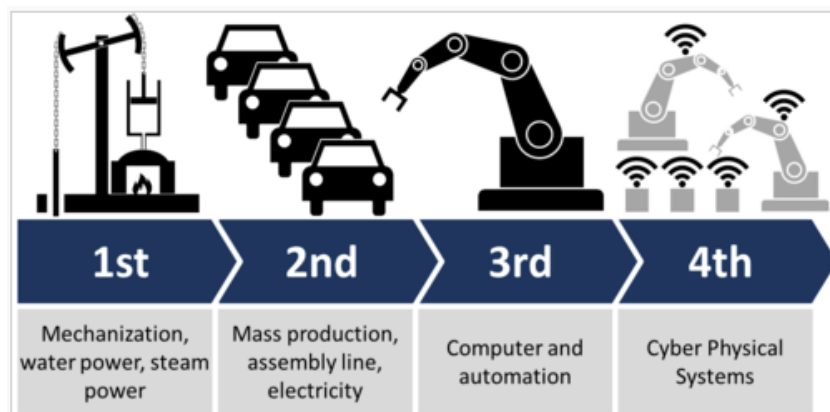 1st
2nd
3rd
4th
Mechanization,
water power, steam
power
Mass production,
assembly line,
electricity
Computer and
automation
Cyber Physical
Systems